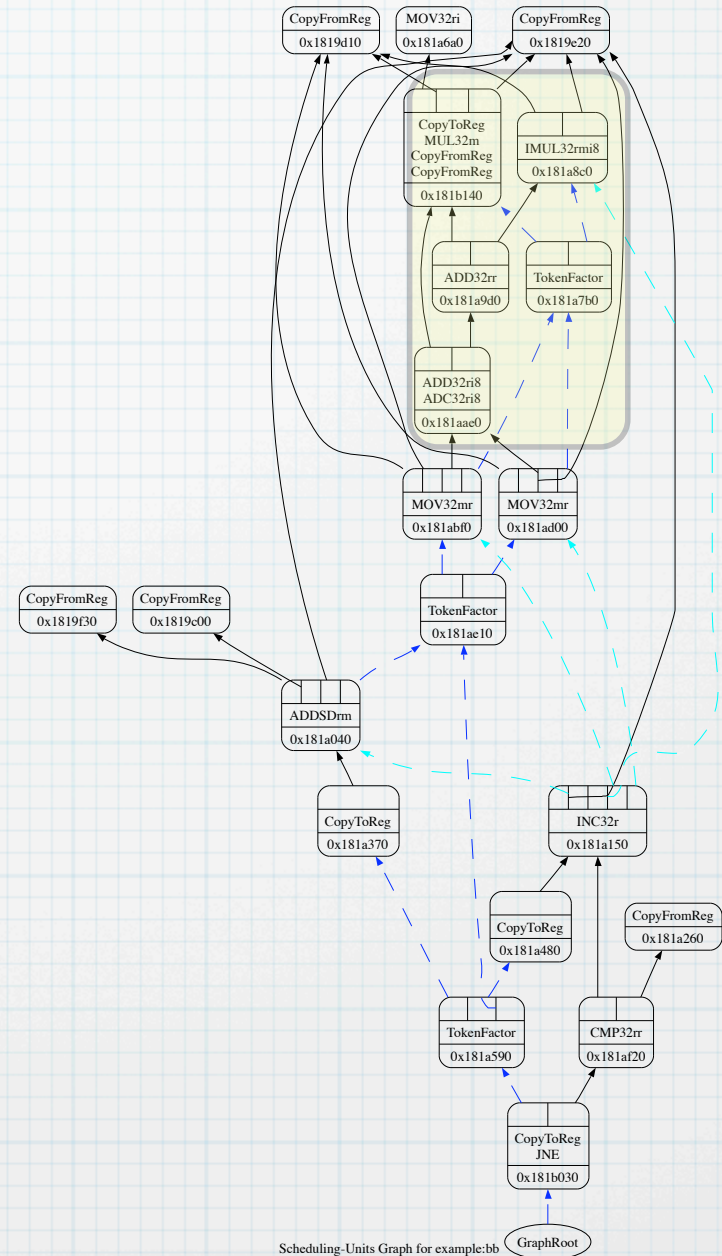 CopyFromReg
0x1819d10
MOV32ri
0x181a6a0
CopyFromReg
0x1819e20
CopyToReg
MUL32m
CopyFromReg
CopyFromReg
0x181b140
IMUL32rmi8
0x181a8c0
ADD32rr
0x181a9d0
TokenFactor
0x181a7b0
ADD32ri8
ADC32ri8
0x181aae0
MOV32mr
0x181abf0
MOV32mr
0x181ad00
CopyFromReg
0x1819f30
CopyFromReg
0x1819c00
TokenFactor
0x181ae10
ADDSDrm
0x181a040
CopyToReg
0x181a370
INC32r
0x181a150
CopyToReg
0x181a480
CopyFromReg
0x181a260
TokenFactor
0x181a590
CMP32rr
0x181af20
CopyToReg
JNE
0x181b030
GraphRoot
Scheduling-Units Graph for example:bb